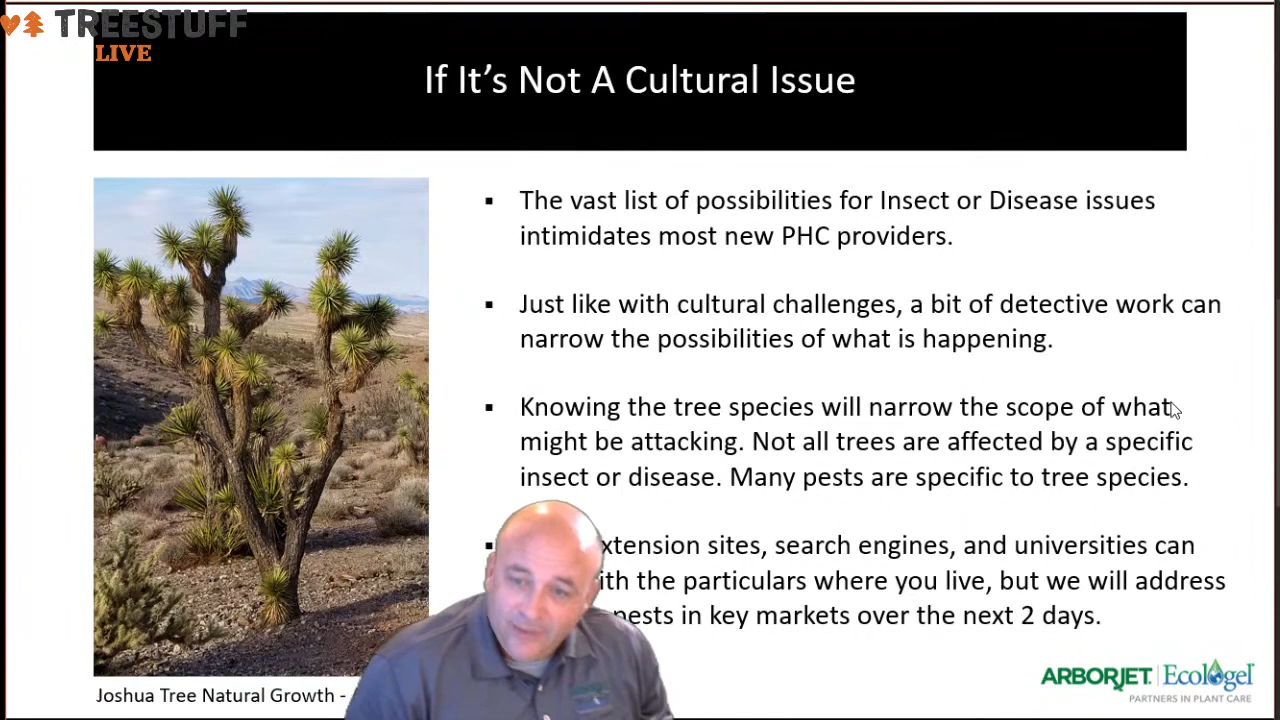 TREESTUFF
LIVE
If It's Not A Cultural Issue
▪ The vast list of possibilities for Insect or Disease issues
intimidates most new PHC providers.
▪ Just like with cultural challenges, a bit of detective work can
narrow the possibilities of what is happening.
▪ Knowing the tree species will narrow the scope of what
might be attacking. Not all trees are affected by a specific
insect or disease. Many pests are specific to tree species.
▪ xtension sites, search engines, and universities can
ith the particulars where you live, but we will address
pests in key markets over the next 2 days.
Joshua Tree Natural Growth -
ARBORJET | Ecologel
PARTNERS IN PLANT CARE